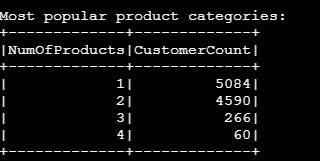 Most popular product categories:
+-------------+-------------+
|NumOfProducts|CustomerCount|
+-------------+-------------+
|            1|         5084|
|            2|         4590|
|            3|          266|
|            4|           60|
+-------------+-------------+